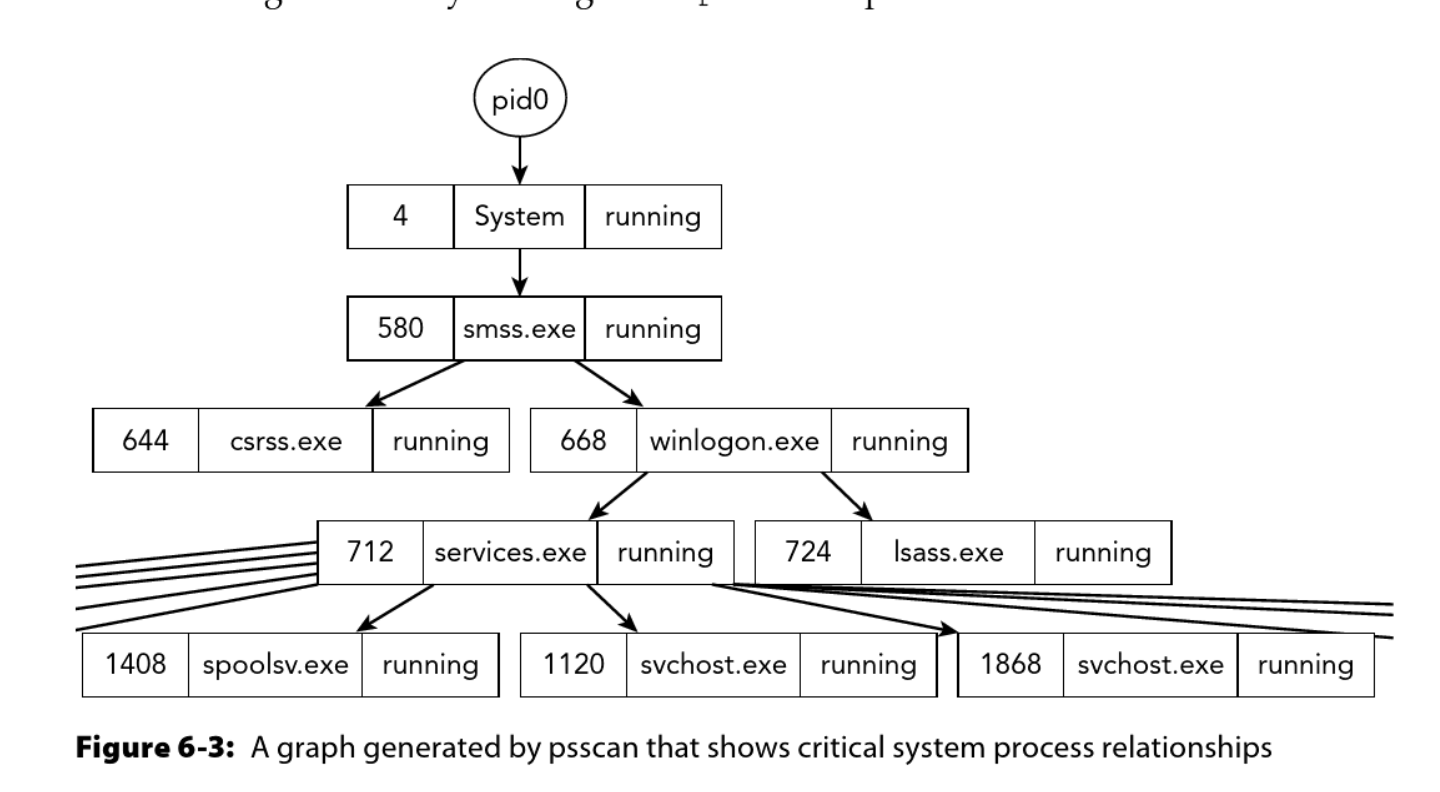 pid0
4 System running
580 smss.exe running
644 csrss.exe running 668 winlogon.exe running
712 services.exe running 724 lsass.exe running
1408 spoolsv.exe running 1120 svchost.exe running 1868 svchost.exe running
Figure 6-3: A graph generated by psscan that shows critical system process relationships